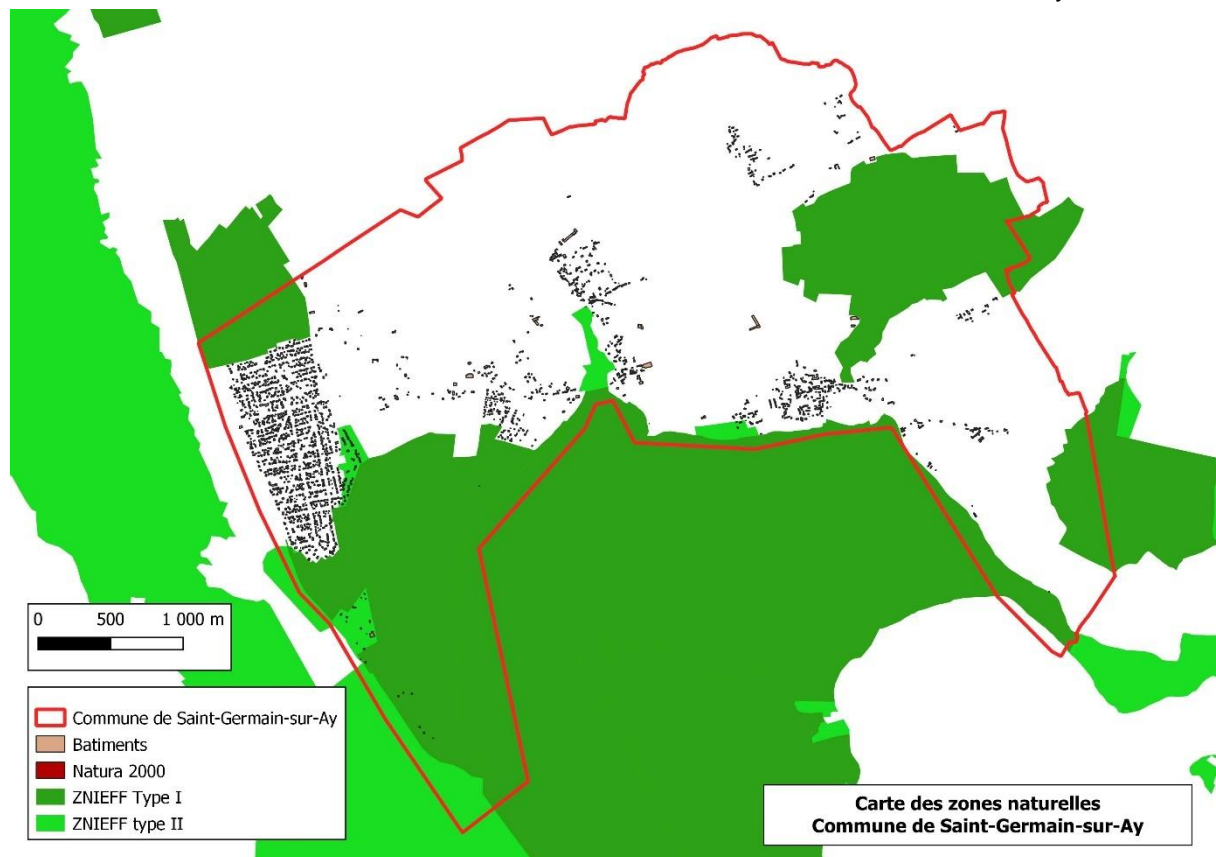 0 500 1 000 m
Commune de Saint-Germain-sur-Ay
Batiments
Natura 2000
ZNIEFF Type I
ZNIEFF type II
Carte des zones naturelles
Commune de Saint-Germain-sur-Ay